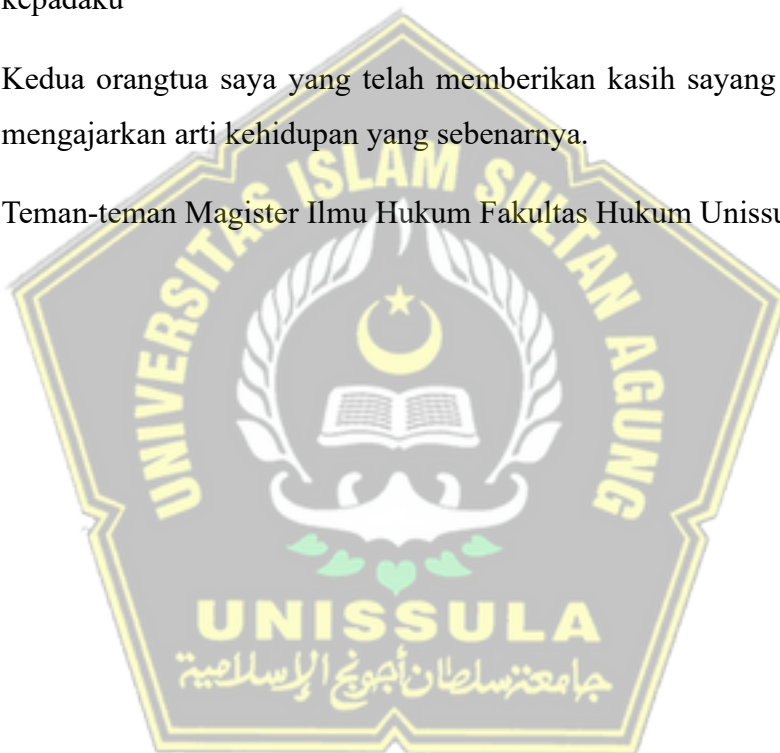 kepadaku
Kedua orangtua saya yang telah memberikan kasih sayang
mengajarkan arti kehidupan yang sebenarnya.
Teman-teman Magister Ilmu Hukum Fakultas Hukum Unissu
UNIVERSITAS ISLAM SULTAN AGUNG
UNISSULA
جامعة سلطان أجونج الإسلامية